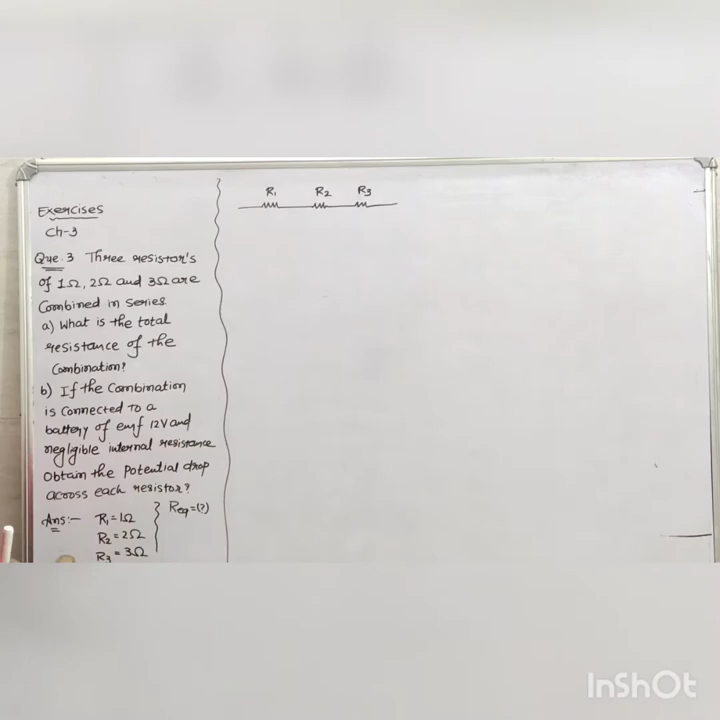 Exercises
Ch-3
Que.3 Three resistor's
of 1Ω, 2Ω and 3Ω are
Combined in series.
a) What is the total
resistance of the
Combination?
b) If the Combination
is Connected to a
battery of emf 12V and
negligible internal resistance
Obtain the Potential drop
across each resistor?
Ans:- R₁=1Ω
R₂=2Ω
R₃=3Ω
Req=(?)
R₁ R₂ R₃
InShOt